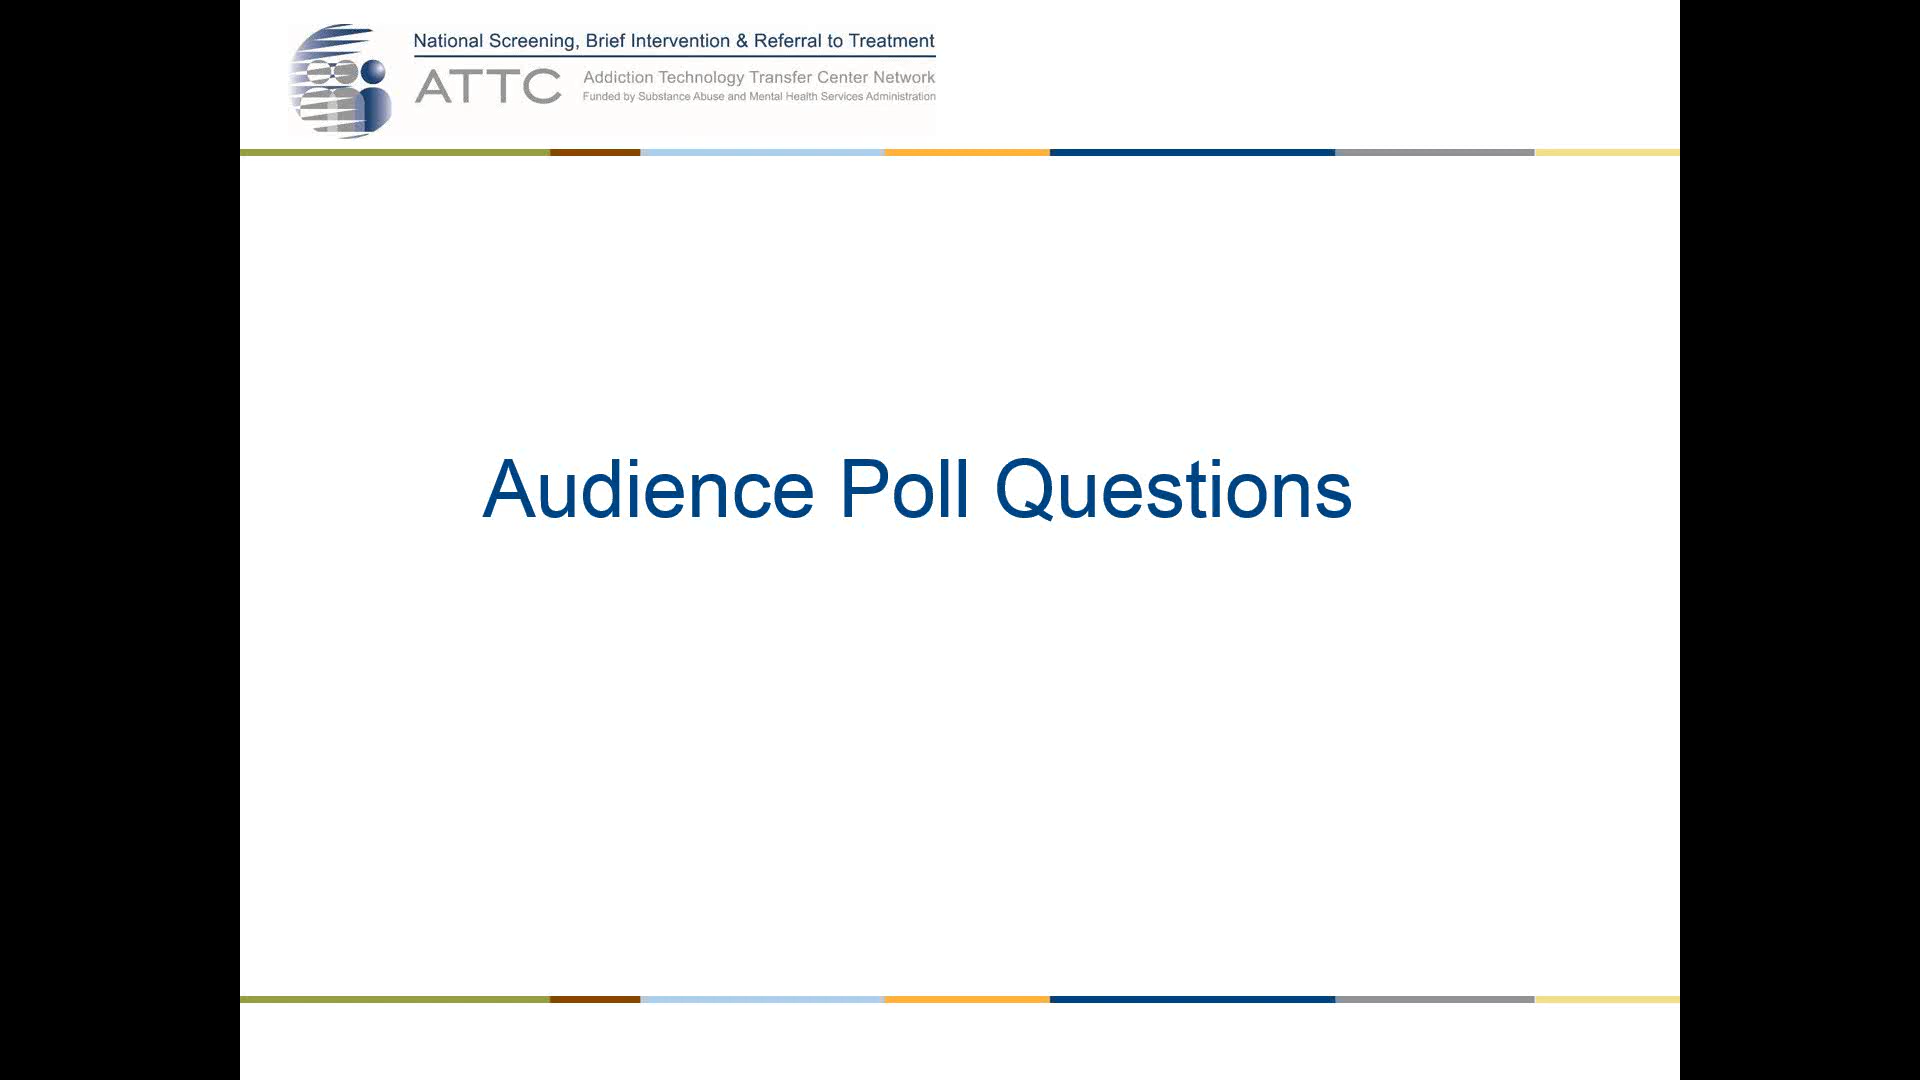 National Screening, Brief Intervention & Referral to Treatment
ATTC
Addiction Technology Transfer Center Network
Funded by Substance Abuse and Mental Health Services Administration
Audience Poll Questions